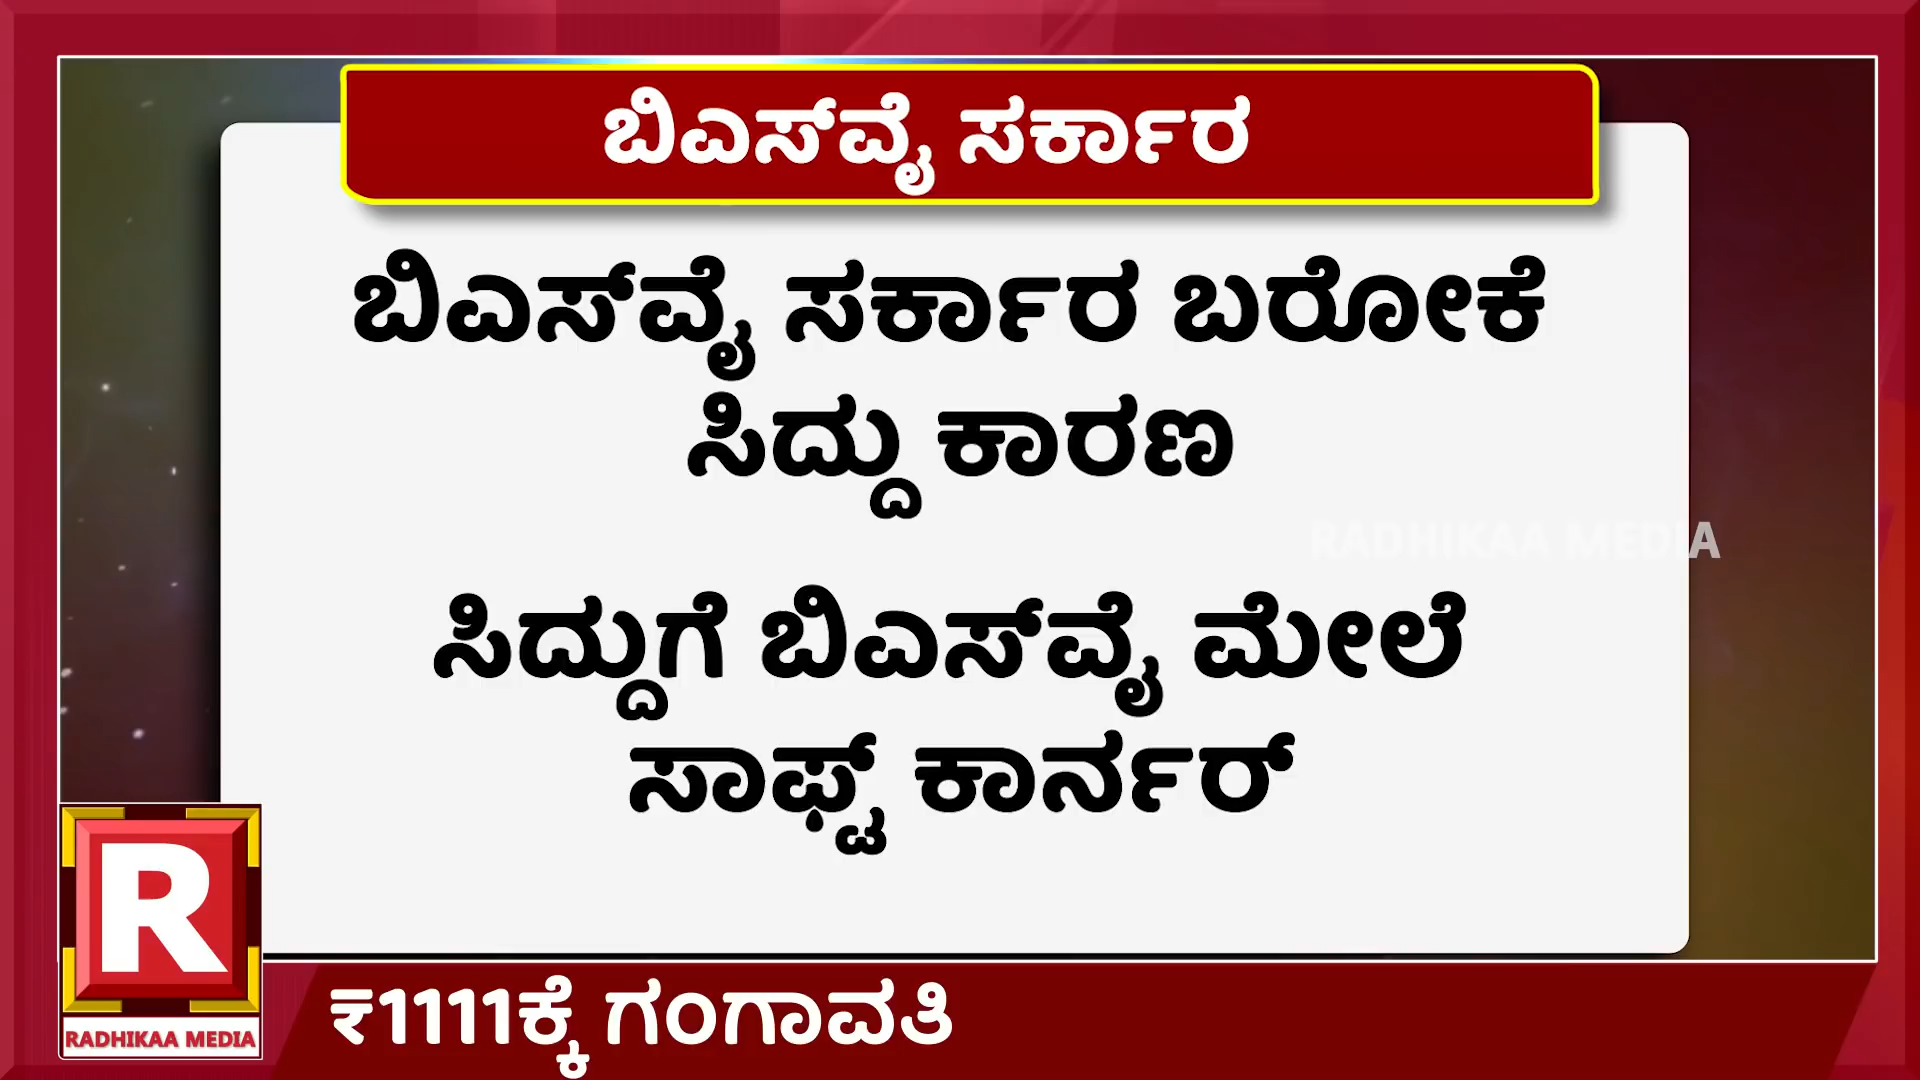 ಬಿಎಸ್‌ವೈ ಸರ್ಕಾರ
ಬಿಎಸ್‌ವೈ ಸರ್ಕಾರ ಬರೋಕೆ
ಸಿದ್ದು ಕಾರಣ
RADHIKAA MEDIA
ಸಿದ್ದುಗೆ ಬಿಎಸ್‌ವೈ ಮೇಲೆ
ಸಾಫ್ಟ್ ಕಾರ್ನರ್
R
RADHIKAA MEDIA
₹1111ಕ್ಕೆ ಗಂಗಾವತಿ